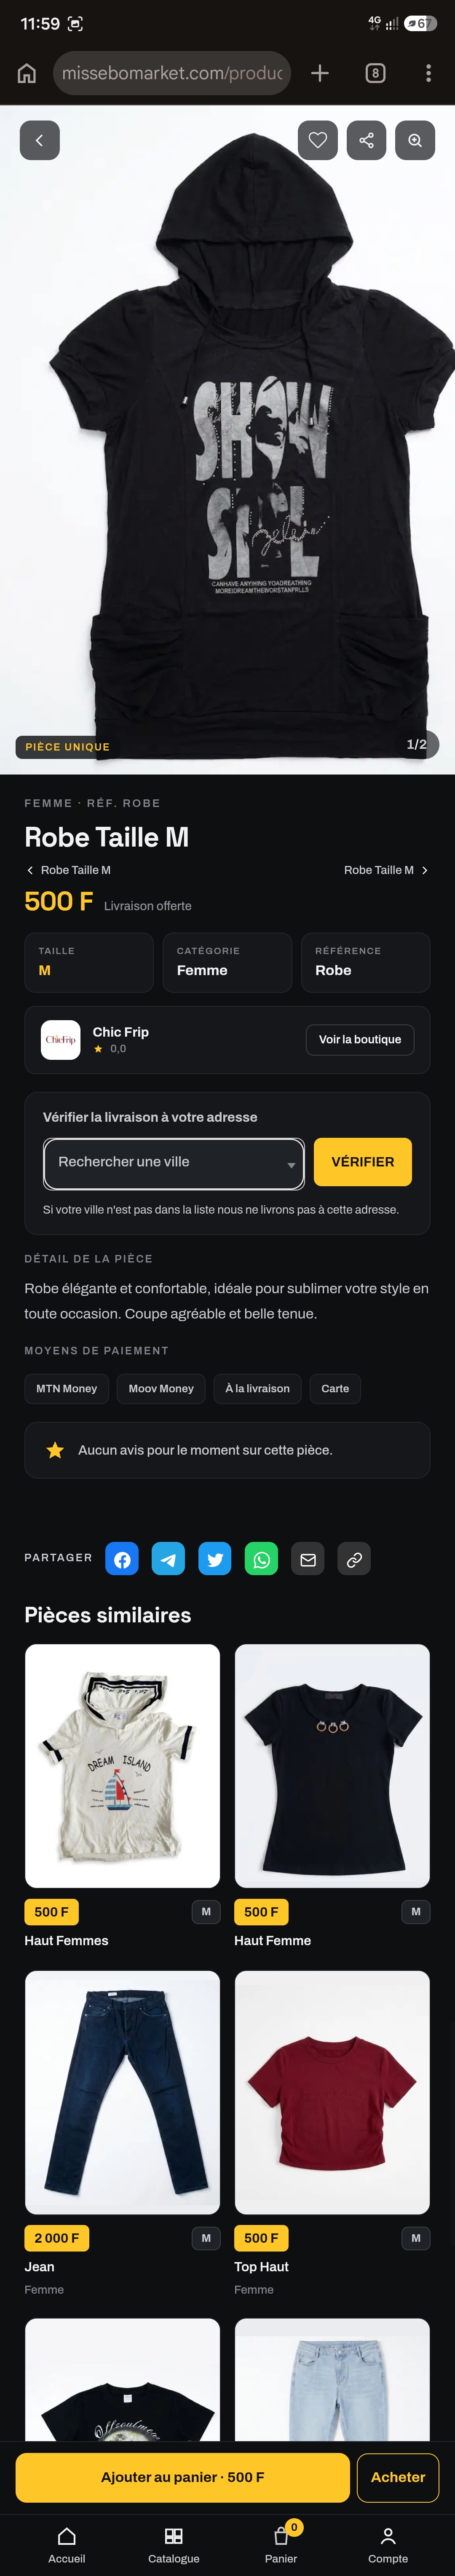 11:59
4G
67
missebomarket.com/produc
8
SHOW
CANHAVE ANYIHING YOADREATHING
MOREIDREAMTHEIWORSTANPRLLS
PIÈCE UNIQUE
1/2
FEMME · RÉF. ROBE
Robe Taille M
Robe Taille M
Robe Taille M
500 F Livraison offerte
TAILLE
M
CATÉGORIE
Femme
RÉFÉRENCE
Robe
ChicFrip
Chic Frip
0,0
Voir la boutique
Vérifier la livraison à votre adresse
Rechercher une ville
VÉRIFIER
Si votre ville n'est pas dans la liste nous ne livrons pas à cette adresse.
DÉTAIL DE LA PIÈCE
Robe élégante et confortable, idéale pour sublimer votre style en
toute occasion. Coupe agréable et belle tenue.
MOYENS DE PAIEMENT
MTN Money
Moov Money
À la livraison
Carte
Aucun avis pour le moment sur cette pièce.
PARTAGER
Pièces similaires
DREAM ISLAND
500 F
M
Haut Femmes
500 F
M
Haut Femme
2 000 F
M
Jean
Femme
500 F
M
Top Haut
Femme
Ajouter au panier · 500 F
Acheter
0
Accueil
Catalogue
Panier
Compte